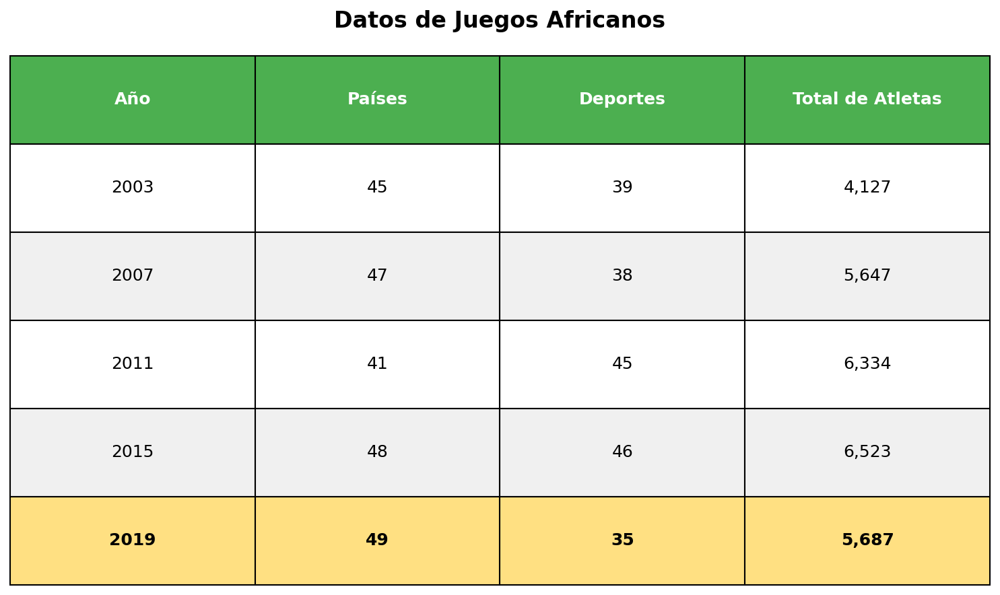 Datos de Juegos Africanos
Año Países Deportes Total de Atletas
2003 45 39 4,127
2007 47 38 5,647
2011 41 45 6,334
2015 48 46 6,523
2019 49 35 5,687